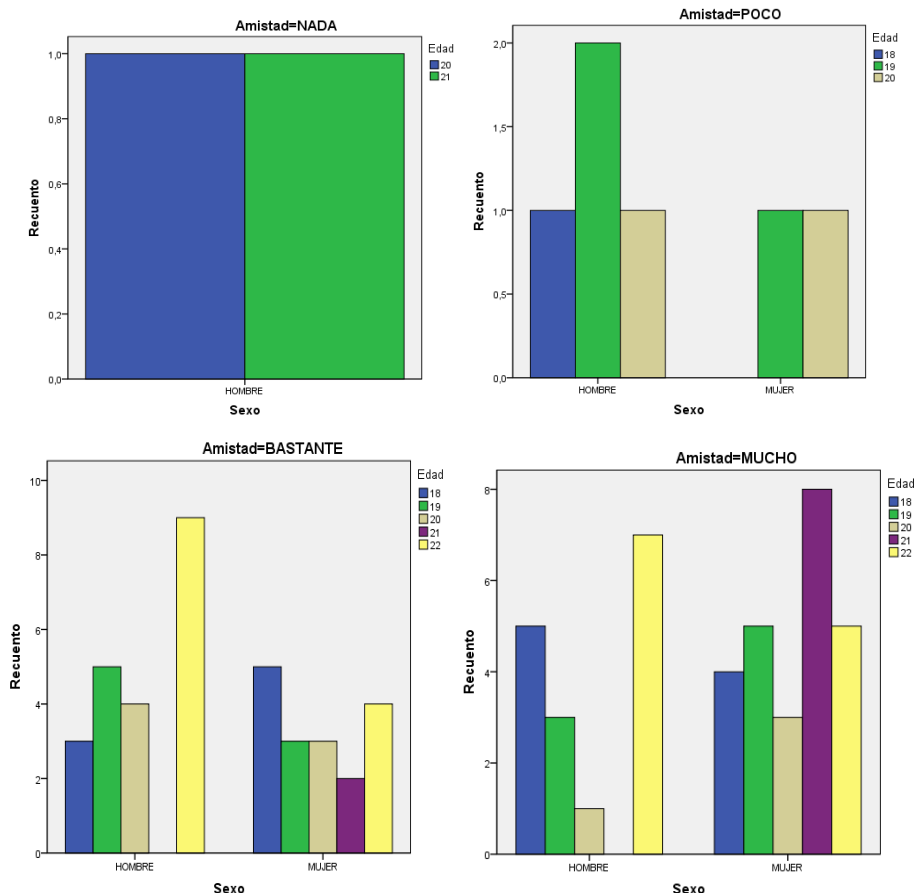 Amistad=NADA
Recuento
1,0
0,8
0,6
0,4
0,2
0,0
HOMBRE
Sexo
Edad
20
21
Amistad=POCO
Recuento
2,0
1,5
1,0
0,5
0,0
HOMBRE
MUJER
Sexo
Edad
18
19
20
Amistad=BASTANTE
Recuento
10
8
6
4
2
0
HOMBRE
MUJER
Sexo
Edad
18
19
20
21
22
Amistad=MUCHO
Recuento
8
6
4
2
0
HOMBRE
MUJER
Sexo
Edad
18
19
20
21
22